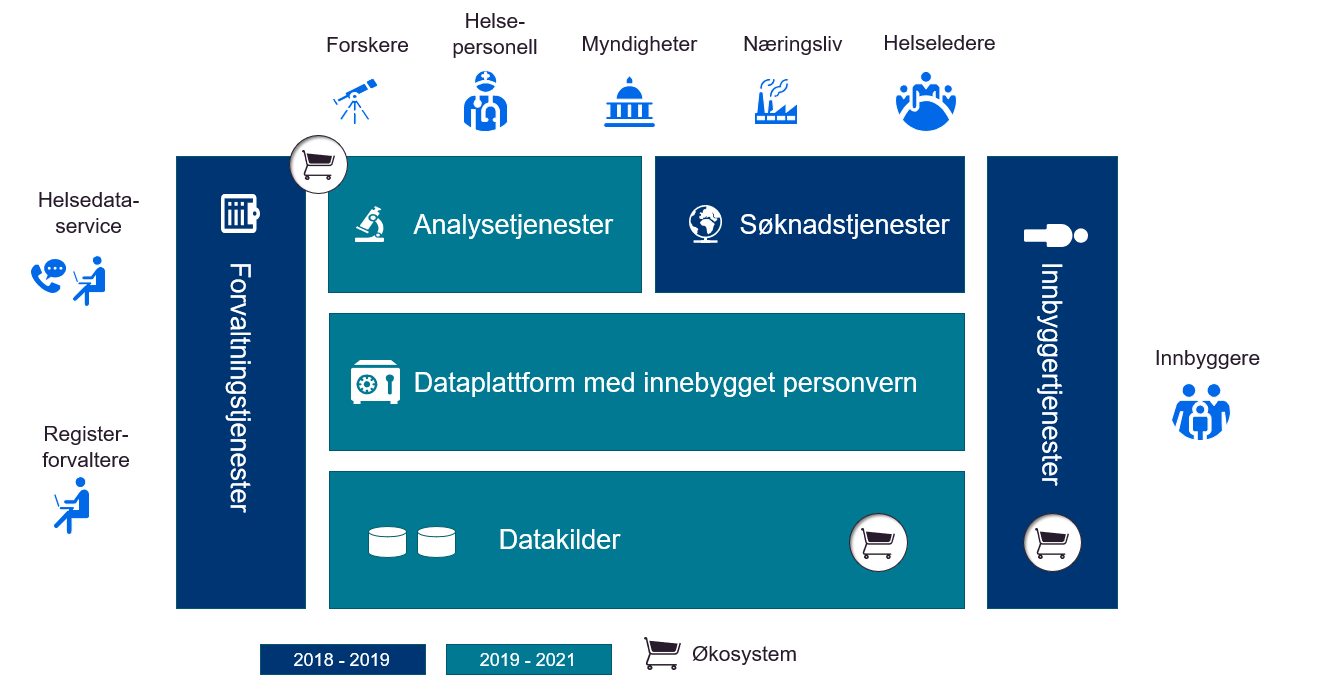 Forskere
Helse-
personell
Myndigheter
Næringsliv
Helseledere
Helsedata-
service
Register-
forvaltere
Forvaltningstjenester
Analysetjenester
Søknadstjenester
Dataplattform med innebygget personvern
Datakilder
Innbyggertjenester
Innbyggere
2018 - 2019
2019 - 2021
Økosystem